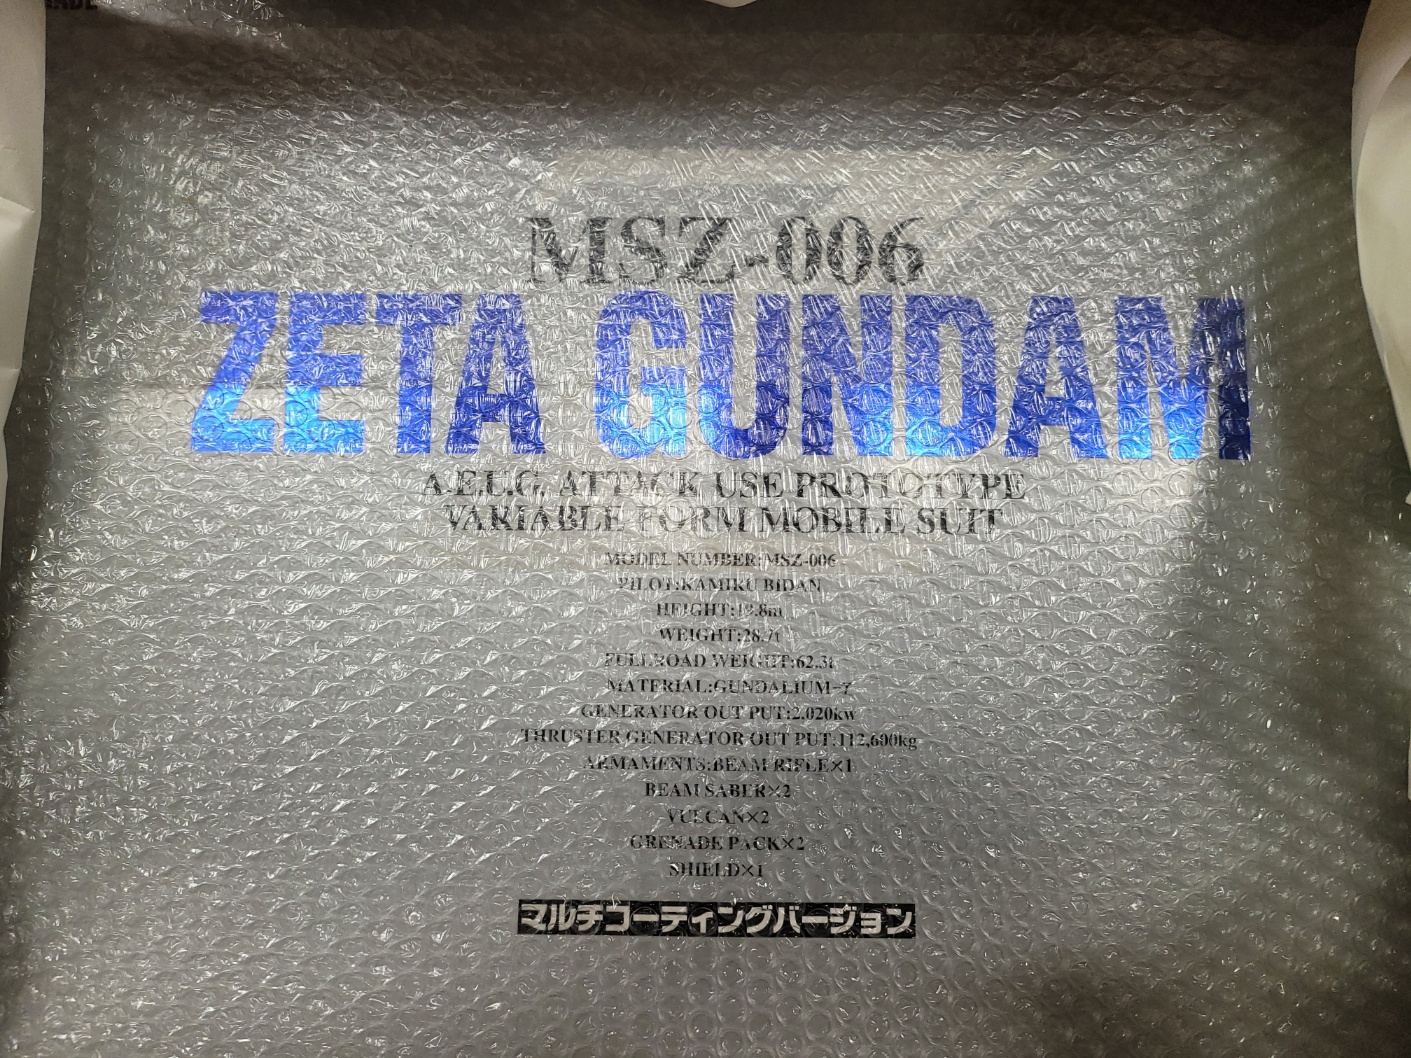 MSZ-006
ZETA GUNDAM
A.E.U.G. ATTACK USE PROTOTYPE
VARIABLE FORM MOBILE SUIT
MODEL NUMBER:MSZ-006
PILOT:KAMIKU BIDAN
HEIGHT:19.8m
WEIGHT:28.7t
FULLROAD WEIGHT:62.3t
MATERIAL:GUNDALIUM-γ
GENERATOR OUT PUT:2,020kw
THRUSTER GENERATOR OUT PUT:112,600kg
ARMAMENTS:BEAM RIFLE×1
BEAM SABER×2
VULCAN×2
GRENADE PACK×2
SHIELD×1
マルチコーティングバージョン